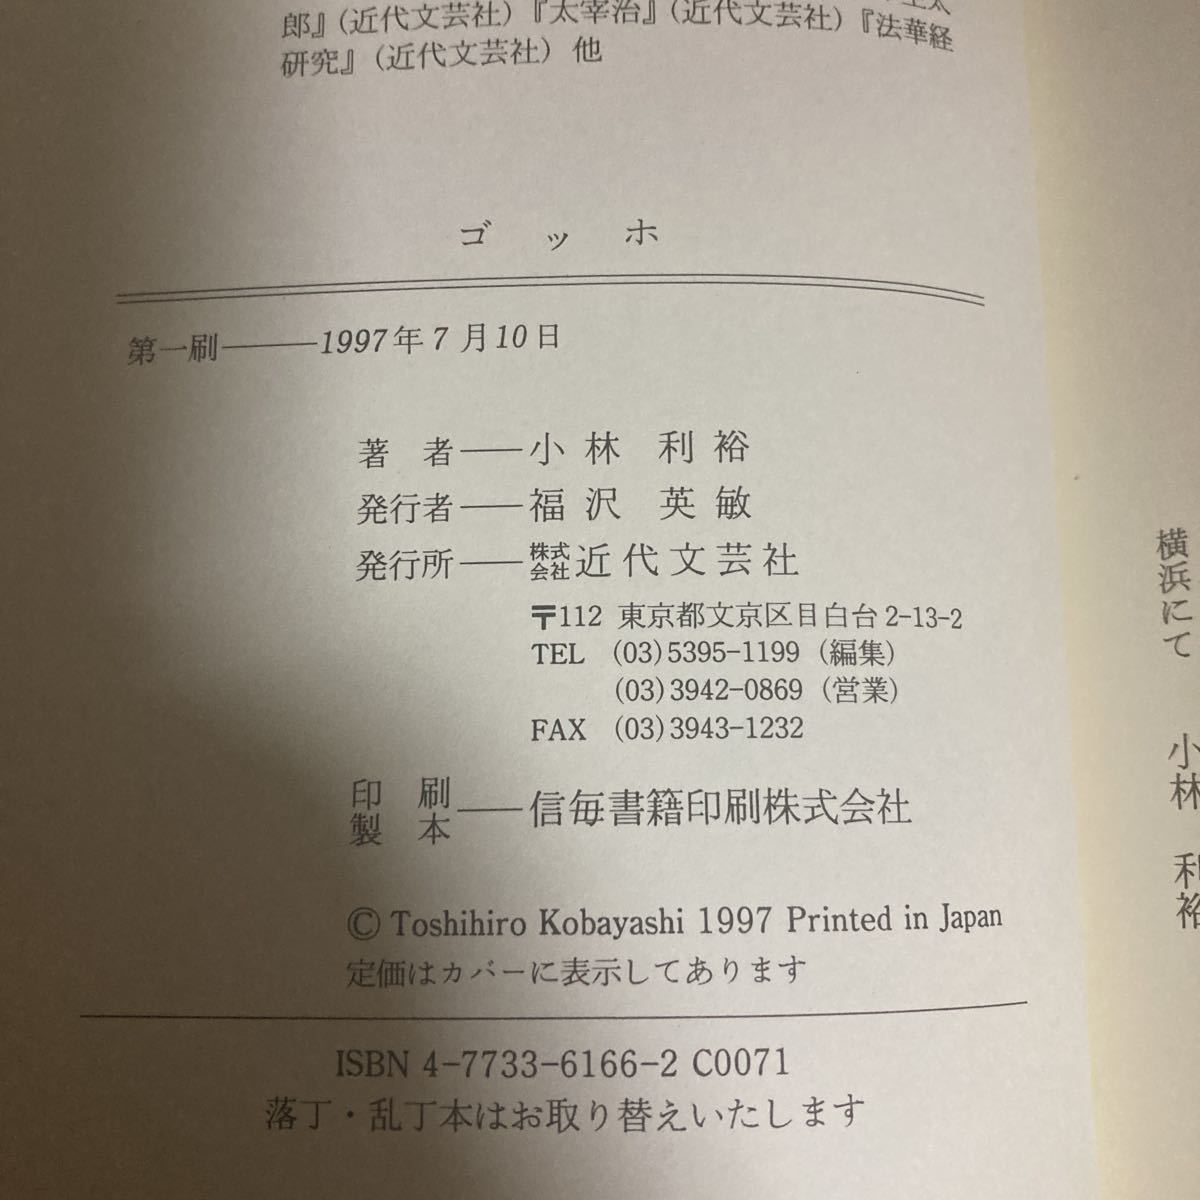 郎』(近代文芸社)『太宰治』(近代文芸社)『法華経
研究』(近代文芸社) 他
ゴッホ
第一刷――1997年7月10日
著者――小林利裕
発行者――福沢英敏
発行所――株式会社近代文芸社
〒112 東京都文京区目白台2-13-2
TEL (03)5395-1199 (編集)
(03)3942-0869 (営業)
FAX (03)3943-1232
印刷製本――信毎書籍印刷株式会社
© Toshihiro Kobayashi 1997 Printed in Japan
定価はカバーに表示してあります
ISBN 4-7733-6166-2 C0071
落丁・乱丁本はお取り替えいたします
横浜にて 小林 利裕